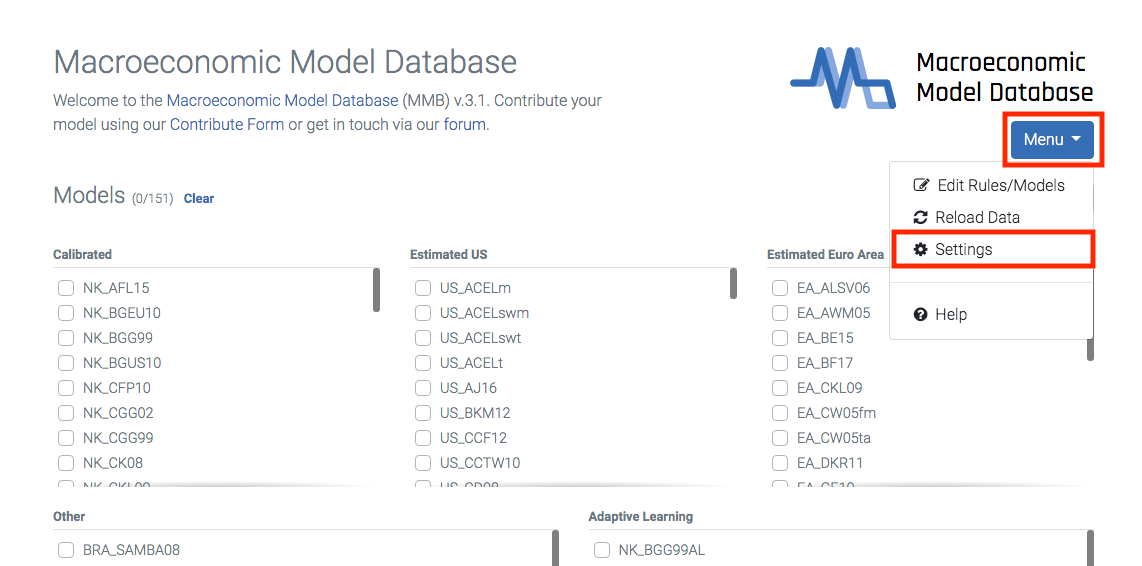 Macroeconomic Model Database
Welcome to the Macroeconomic Model Database (MMB) v.3.1. Contribute your
model using our Contribute Form or get in touch via our forum.
Macroeconomic
Model Database
Menu
Edit Rules/Models
Reload Data
Settings
Help
Models (0/151) Clear
Calibrated
NK_AFL15
NK_BGEU10
NK_BGG99
NK_BGUS10
NK_CFP10
NK_CGG02
NK_CGG99
NK_CK08
NK_CKL09
Estimated US
US_ACELm
US_ACELswm
US_ACELswt
US_ACELt
US_AJ16
US_BKM12
US_CCF12
US_CCTW10
US_CD08
Estimated Euro Area
EA_ALSV06
EA_AWM05
EA_BE15
EA_BF17
EA_CKL09
EA_CW05fm
EA_CW05ta
EA_DKR11
EA_GE10
Other
BRA_SAMBA08
Adaptive Learning
NK_BGG99AL